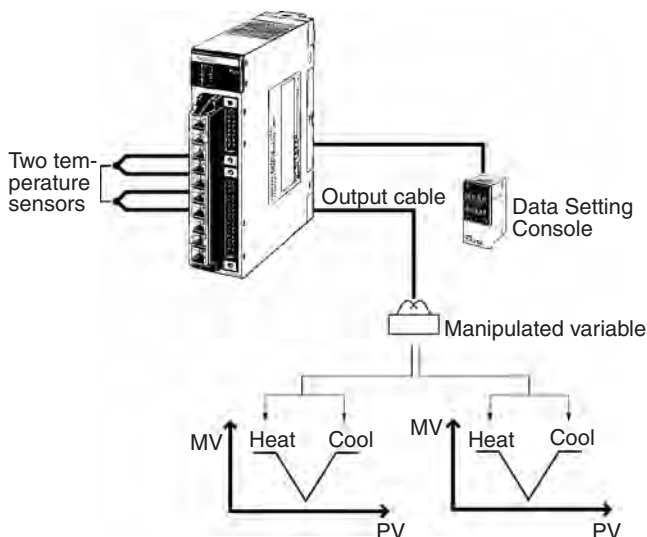 Two tem-
perature
sensors
Output cable
Data Setting
Console
Manipulated variable
MV
Heat
Cool
PV
MV
Heat
Cool
PV